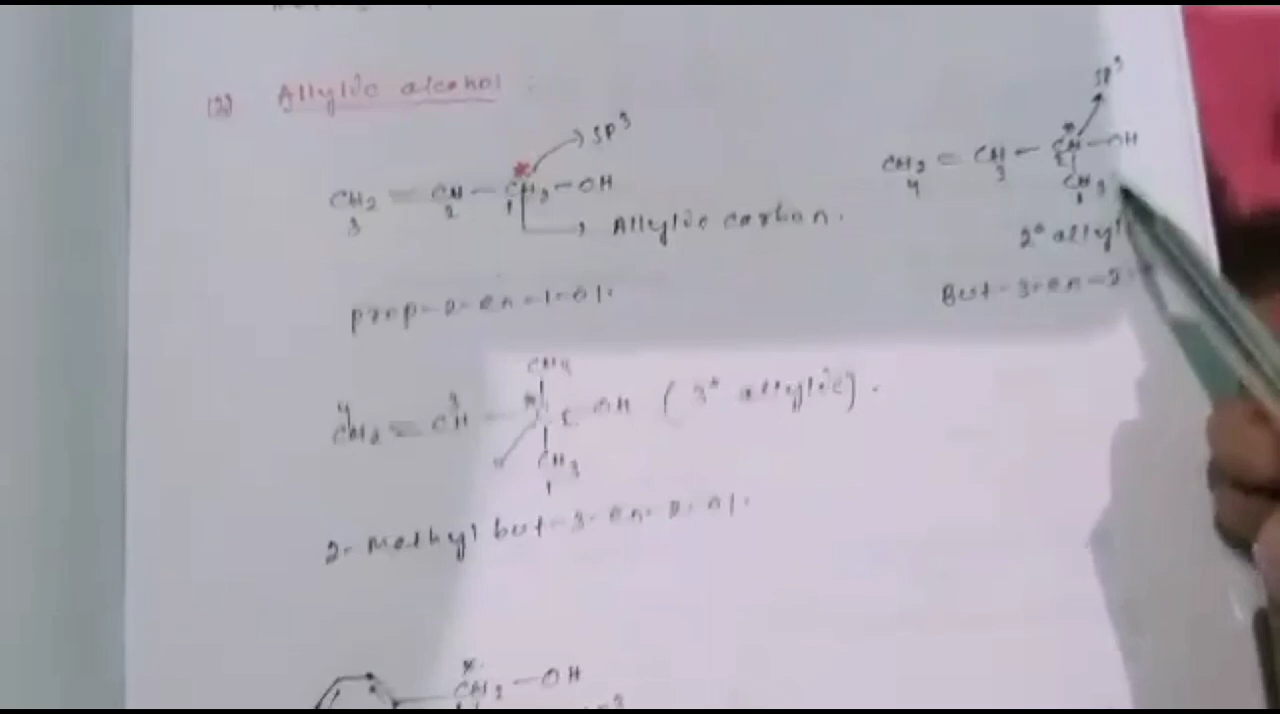 Allylic alcohol
SP³
CH₂ = CH - CH₂ - OH
3 2 1
Allylic carbon.
prop-2-en-1-ol.
SP³
CH₂ = CH - CH - OH
4 3 2
CH₃
1
2° allyl
But-3-en-2-
CH₃
4 3
CH₂ = CH - C - OH (3° allylic).
CH₃
1
2-Methyl but-3-en-2-ol.
CH₂ - OH